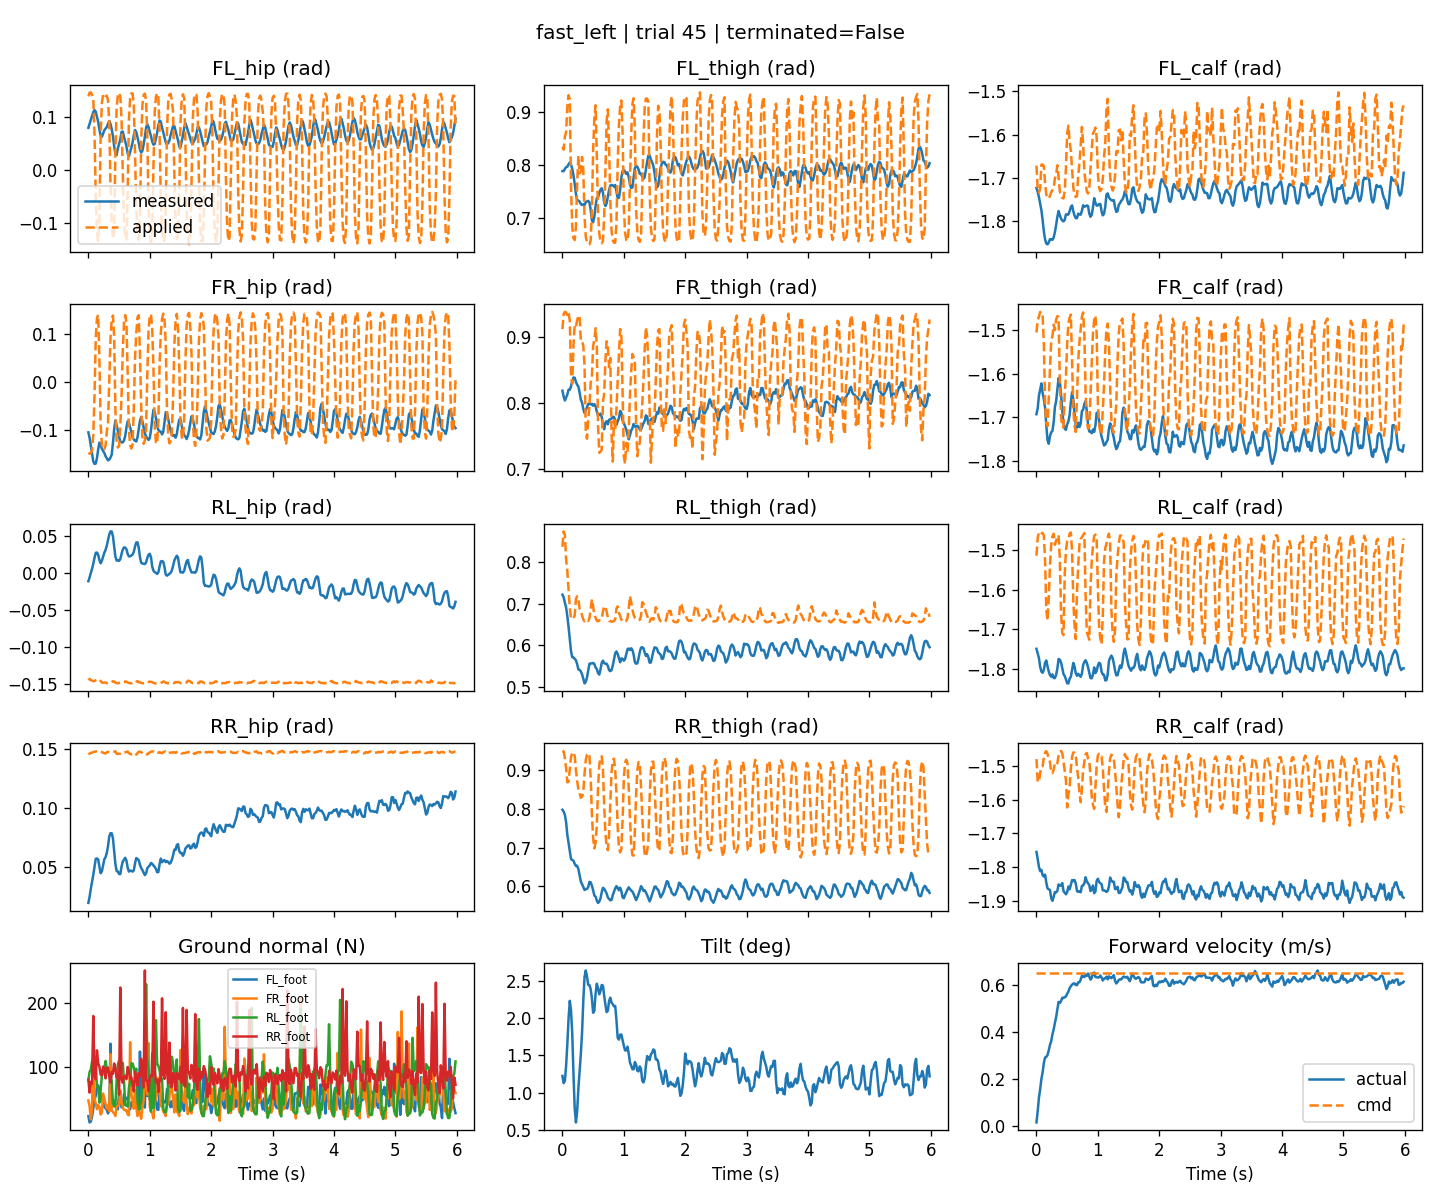 fast_left | trial 45 | terminated=False
FL_hip (rad)
0.1
0.0
−0.1
measured
applied
FL_thigh (rad)
0.9
0.8
0.7
FL_calf (rad)
−1.5
−1.6
−1.7
−1.8
FR_hip (rad)
0.1
0.0
−0.1
FR_thigh (rad)
0.9
0.8
0.7
FR_calf (rad)
−1.5
−1.6
−1.7
−1.8
RL_hip (rad)
0.05
0.00
−0.05
−0.10
−0.15
RL_thigh (rad)
0.8
0.7
0.6
0.5
RL_calf (rad)
−1.5
−1.6
−1.7
−1.8
RR_hip (rad)
0.15
0.10
0.05
RR_thigh (rad)
0.9
0.8
0.7
0.6
RR_calf (rad)
−1.5
−1.6
−1.7
−1.8
−1.9
Ground normal (N)
200
100
FL_foot
FR_foot
RL_foot
RR_foot
0 1 2 3 4 5 6
Time (s)
Tilt (deg)
2.5
2.0
1.5
1.0
0.5
0 1 2 3 4 5 6
Time (s)
Forward velocity (m/s)
0.6
0.4
0.2
0.0
actual
cmd
0 1 2 3 4 5 6
Time (s)